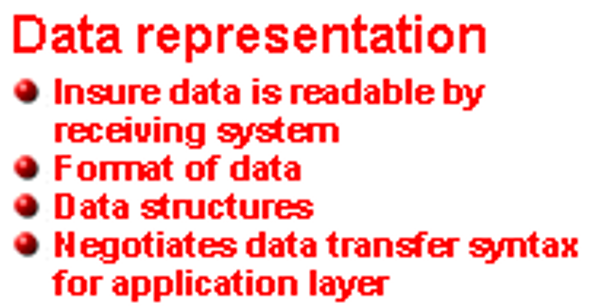 Data representation
Insure data is readable by
receiving system
Format of data
Data structures
Negotiates data transfer syntax
for application layer